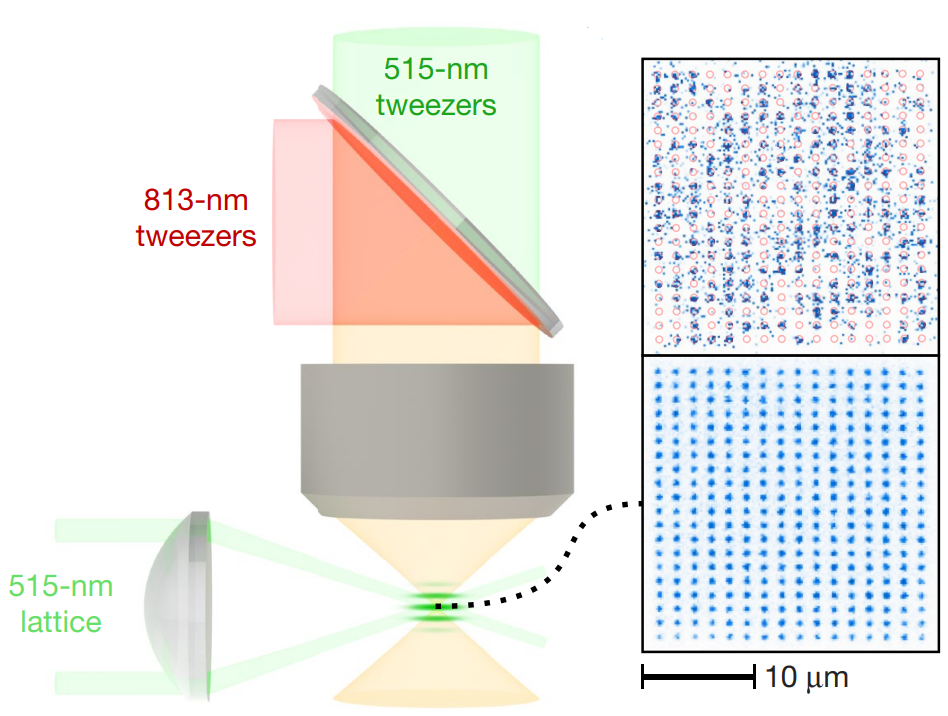 515-nm
tweezers
813-nm
tweezers
515-nm
lattice
10 μm